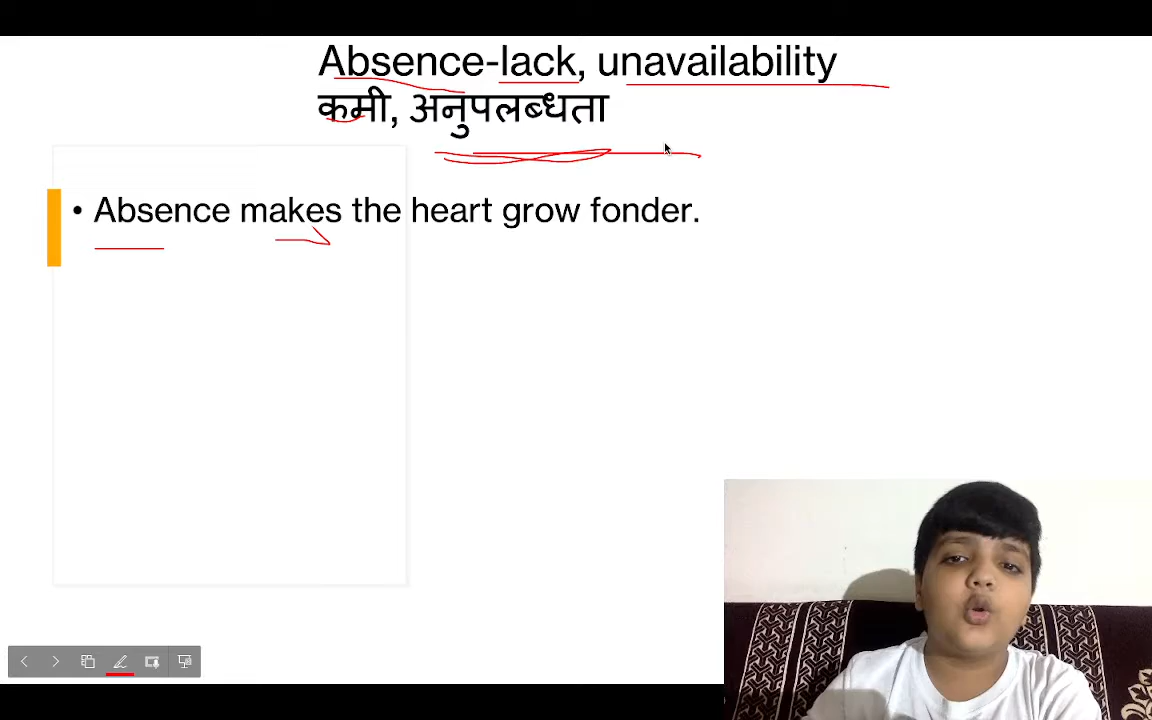 Absence-lack, unavailability
कमी, अनुपलब्धता
• Absence makes the heart grow fonder.